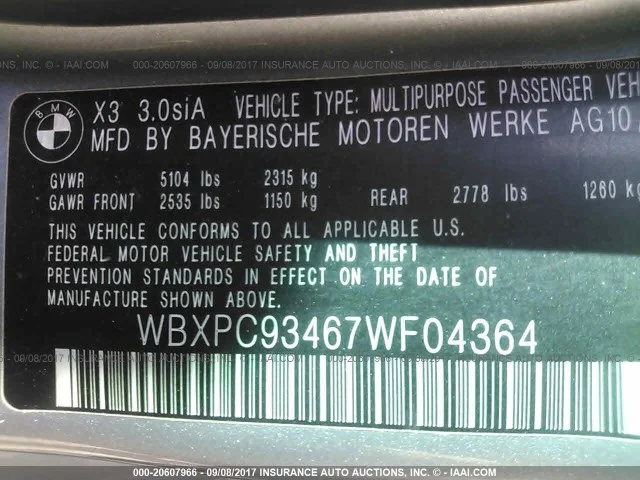 IAAI.COM 000-20607966 - 09/08/2017 INSURANCE AUTO AUCTIONS, CORP. - © - IAAI.COM
BMW
X3 3.0siA VEHICLE TYPE: MULTIPURPOSE PASSENGER VEH
MFD BY BAYERISCHE MOTOREN WERKE AG10
GVWR 5104 lbs 2315 kg
GAWR FRONT 2535 lbs 1150 kg REAR 2778 lbs 1260 kg
THIS VEHICLE CONFORMS TO ALL APPLICABLE U.S.
FEDERAL MOTOR VEHICLE SAFETY AND THEFT
PREVENTION STANDARDS IN EFFECT ON THE DATE OF
MANUFACTURE SHOWN ABOVE.
WBXPC93467WF04364
000-20607966 - 09/08/2017 INSURANCE AUTO AUCTIONS, CORP. - © - IAAI.COM